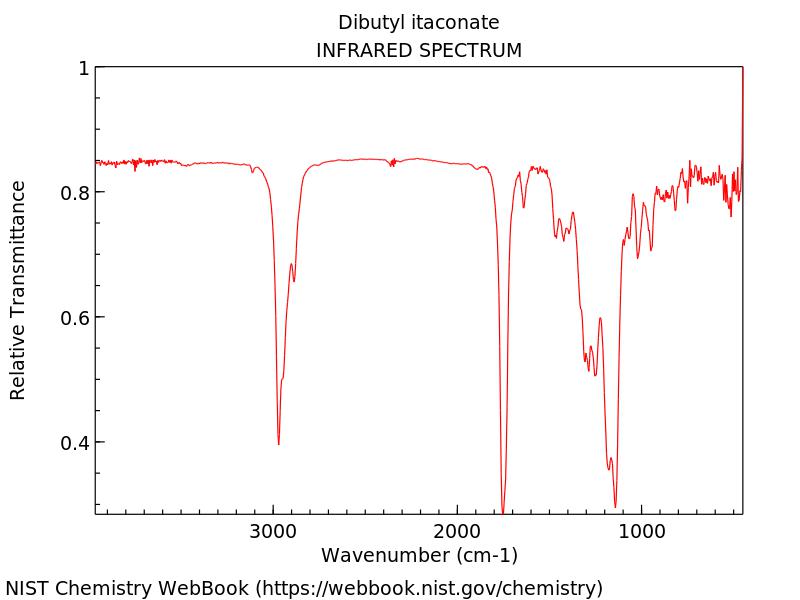 Dibutyl itaconate
INFRARED SPECTRUM
1
0.8
0.6
0.4
Relative Transmittance
3000 2000 1000
Wavenumber (cm-1)
NIST Chemistry WebBook (https://webbook.nist.gov/chemistry)